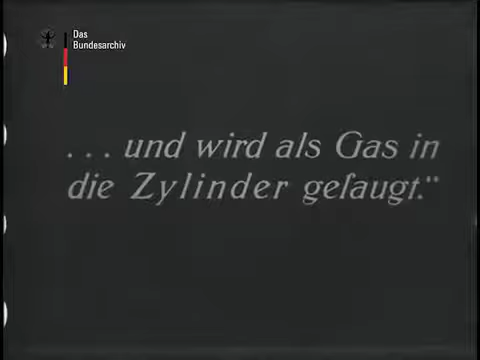 Das
Bundesarchiv
... und wird als Gas in
die Zylinder geſaugt.“